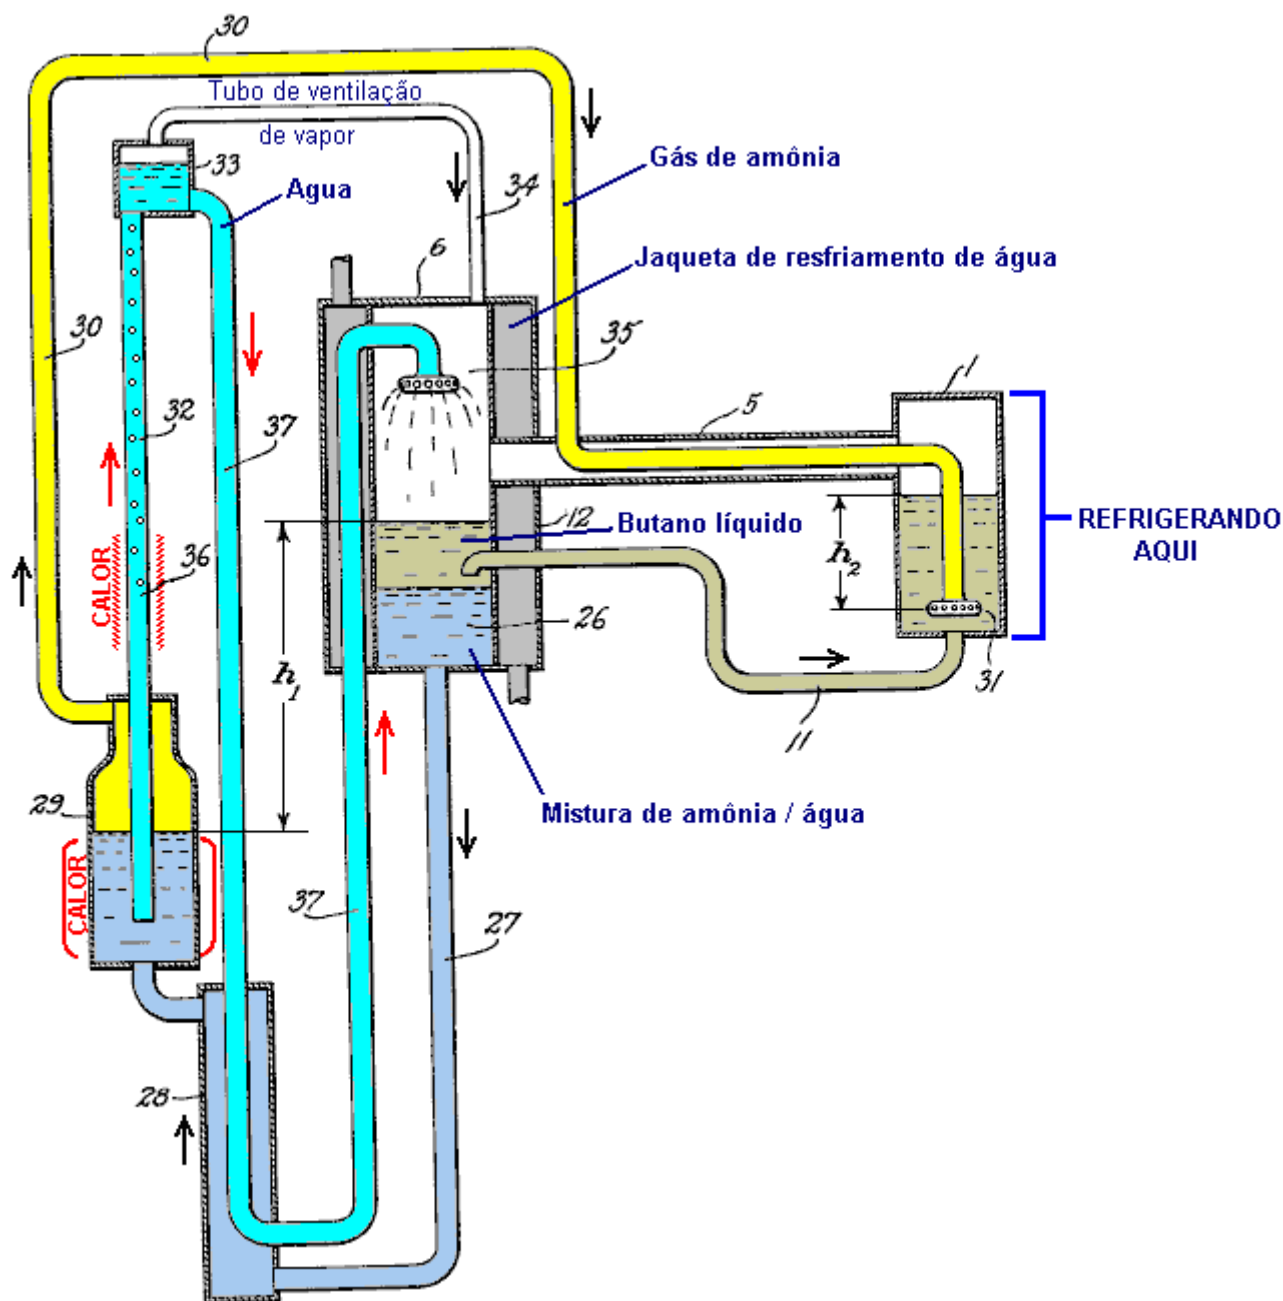 30
Tubo de ventilação
de vapor
33
Gás de amônia
Agua
34
6
Jaqueta de resfriamento de água
30
35
1
5
32
37
12
Butano líquido
REFRIGERANDO
AQUI
h2
CALOR
36
26
h1
31
11
29
Mistura de amônia / água
CALOR
37
27
28